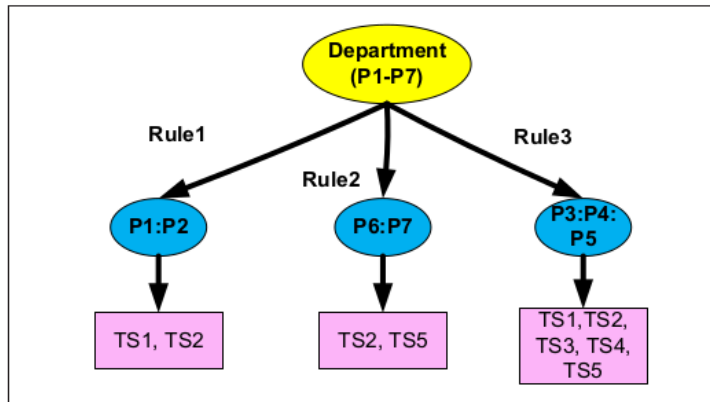 Department
(P1-P7)
Rule1
Rule2
Rule3
P1:P2
P6:P7
P3:P4:
P5
TS1, TS2
TS2, TS5
TS1,TS2,
TS3, TS4,
TS5